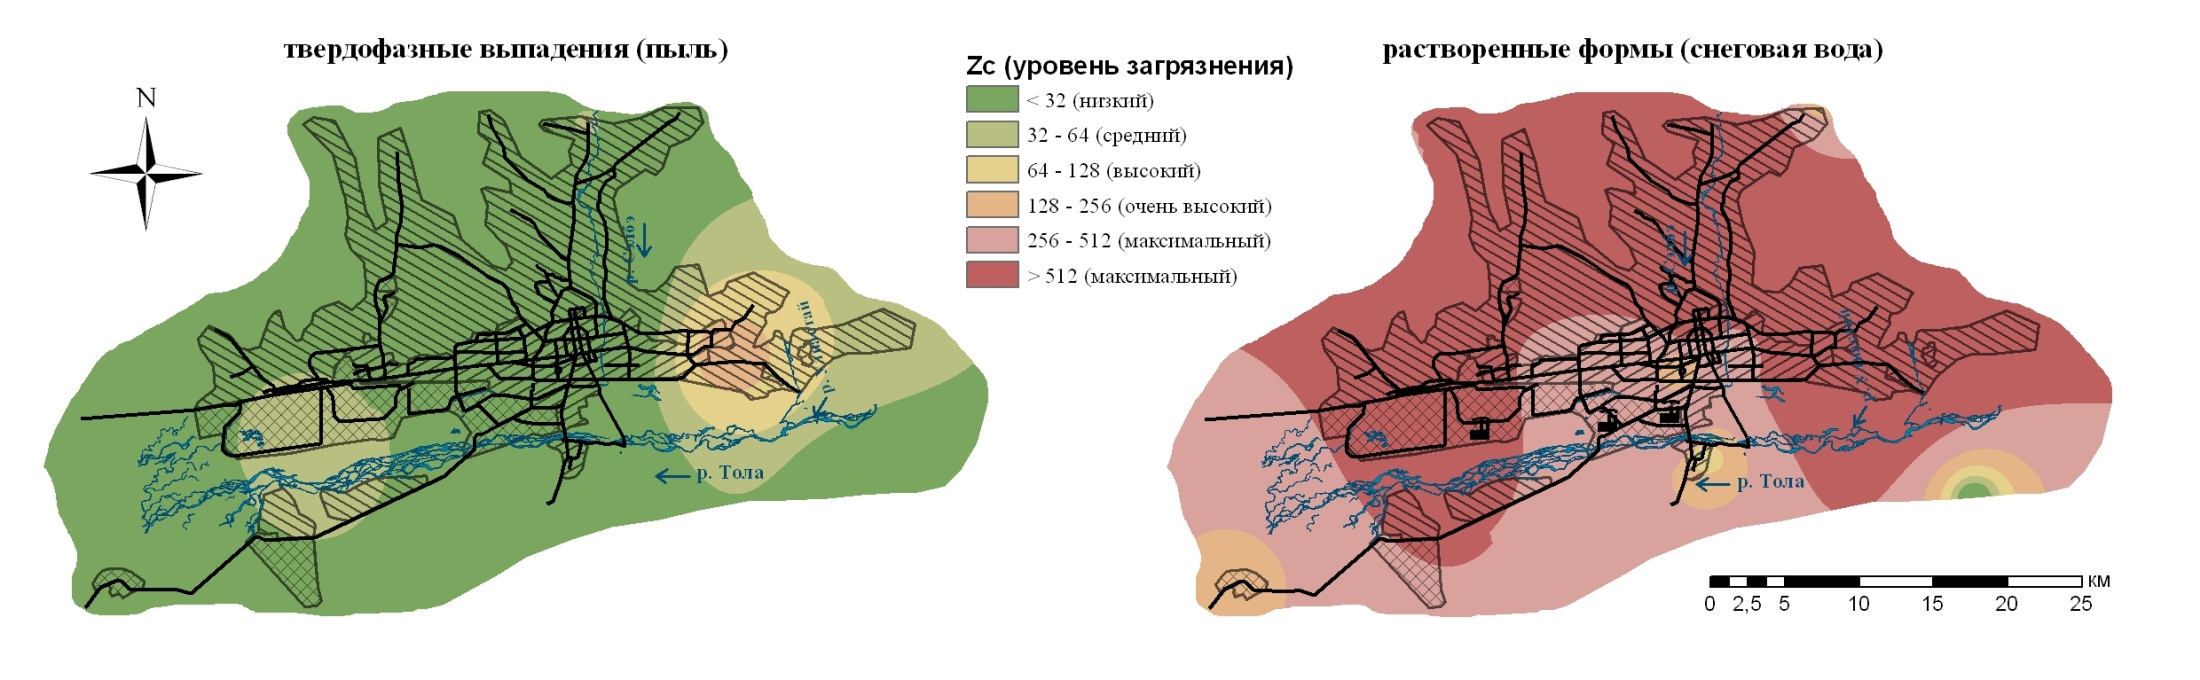 твердофазные выпадения (пыль)
N
р. Сэлбэ
р. Улястай
р. Тола
Zc (уровень загрязнения)
< 32 (низкий)
32 - 64 (средний)
64 - 128 (высокий)
128 - 256 (очень высокий)
256 - 512 (максимальный)
> 512 (максимальный)
растворенные формы (снеговая вода)
р. Тола
км
0 2,5 5 10 15 20 25